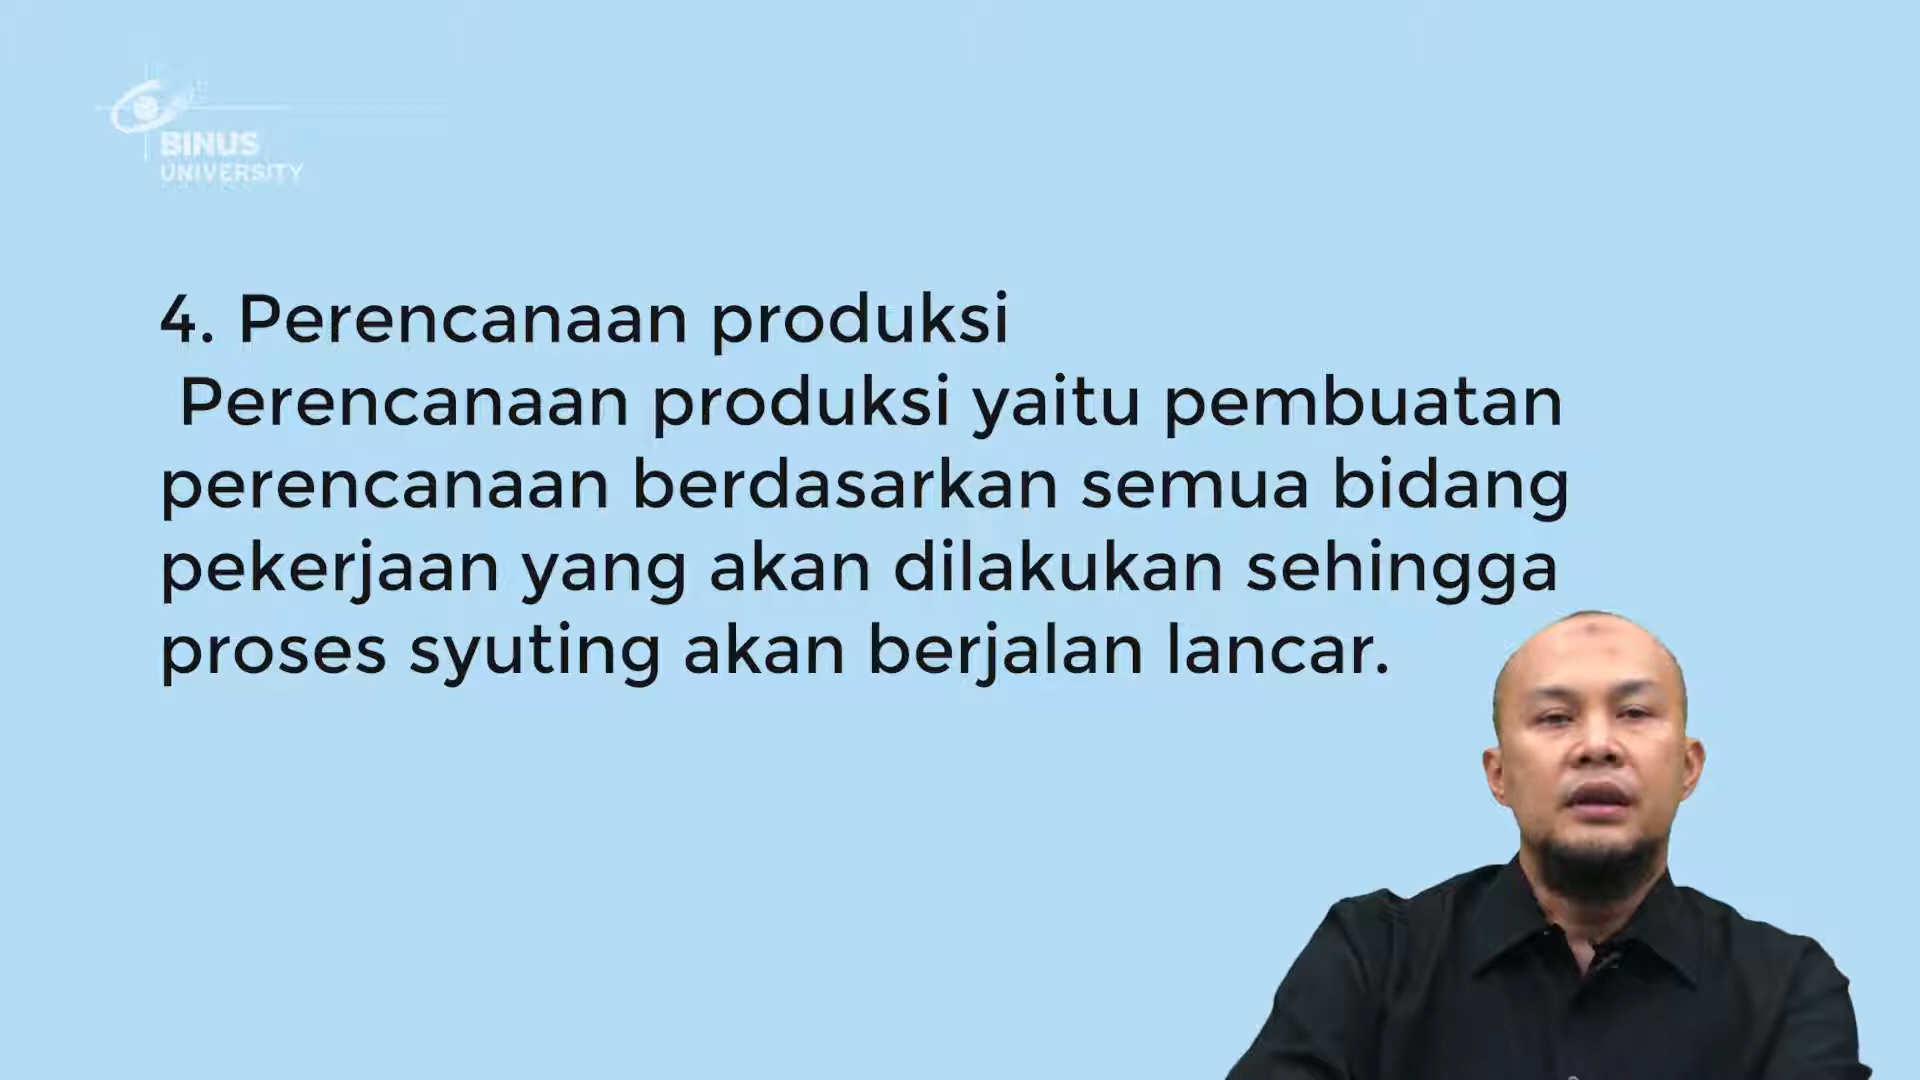 BINUS
UNIVERSITY
4. Perencanaan produksi
Perencanaan produksi yaitu pembuatan
perencanaan berdasarkan semua bidang
pekerjaan yang akan dilakukan sehingga
proses syuting akan berjalan lancar.